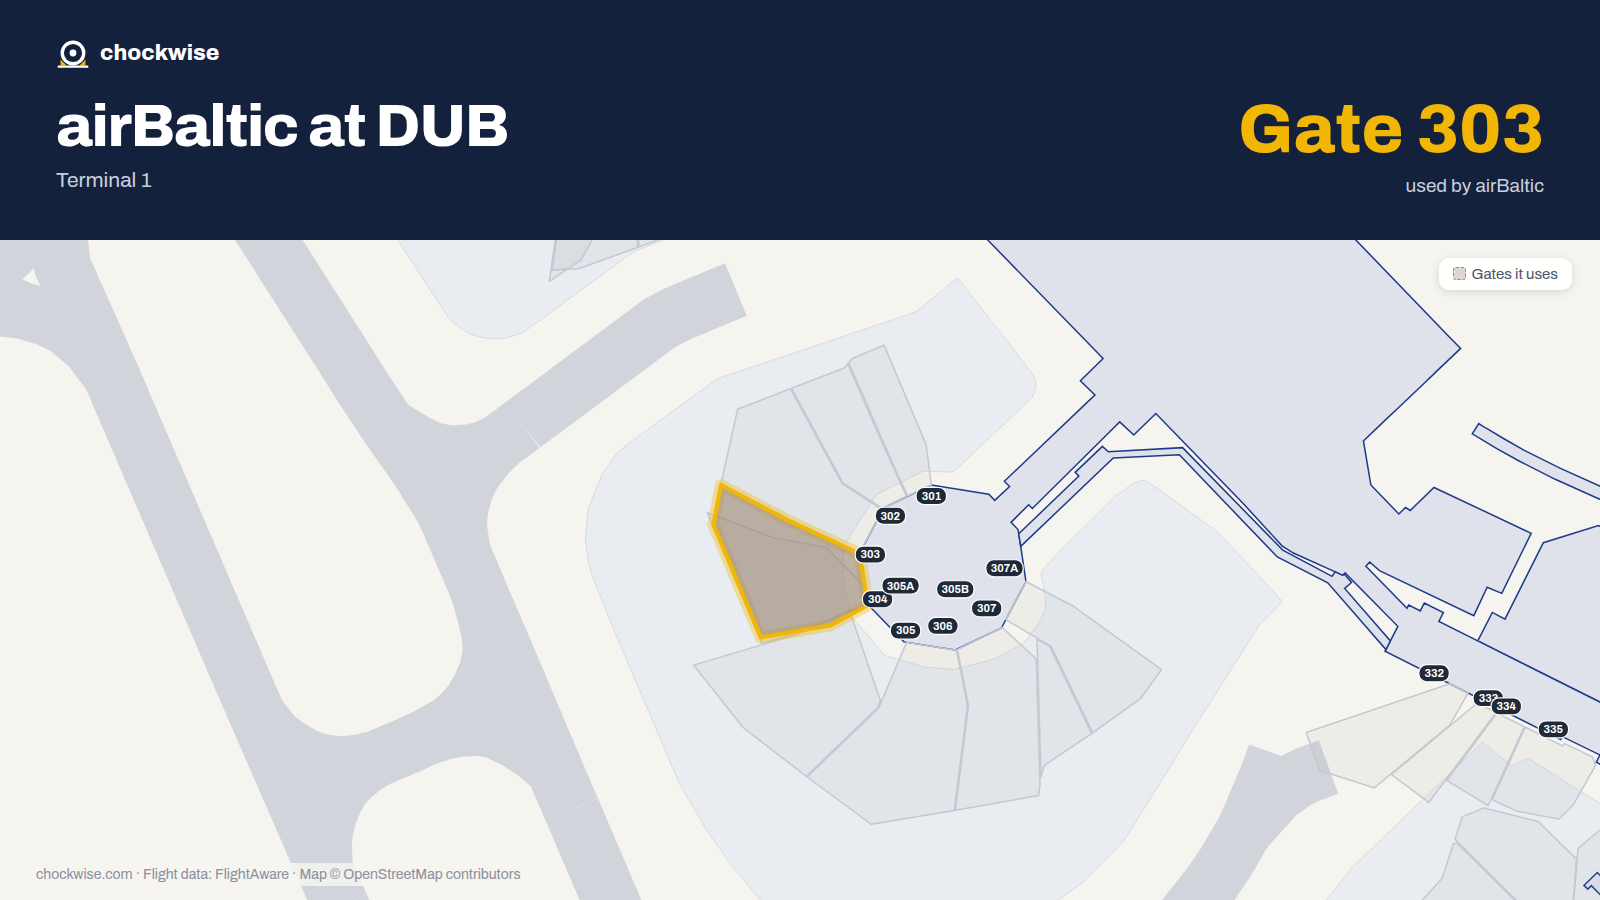 chockwise
airBaltic at DUB
Terminal 1
Gate 303
used by airBaltic
Gates it uses
301
302
303
307A
305A
305B
304
307
306
305
332
333
334
335
chockwise.com · Flight data: FlightAware · Map © OpenStreetMap contributors